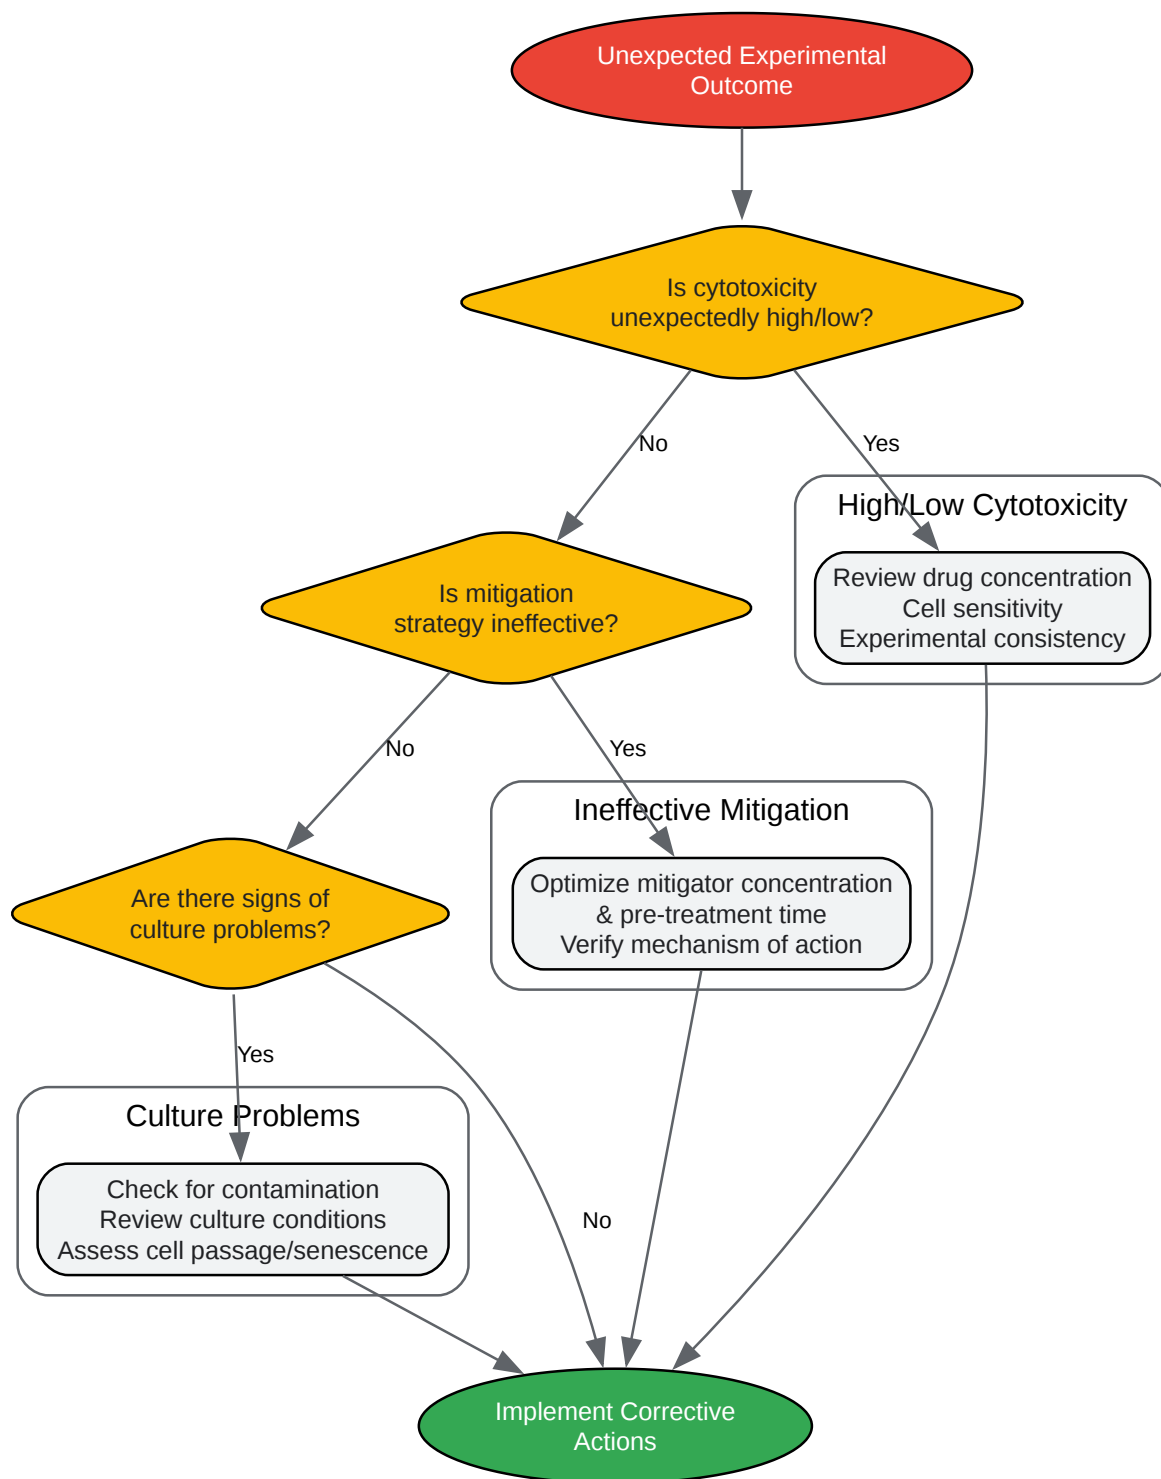 Unexpected Experimental
Outcome
Is cytotoxicity
unexpectedly high/low?
No
Yes
High/Low Cytotoxicity
Review drug concentration
Cell sensitivity
Experimental consistency
Is mitigation
strategy ineffective?
No
Yes
Ineffective Mitigation
Optimize mitigator concentration
& pre-treatment time
Verify mechanism of action
Are there signs of
culture problems?
Yes
No
Culture Problems
Check for contamination
Review culture conditions
Assess cell passage/senescence
Implement Corrective
Actions